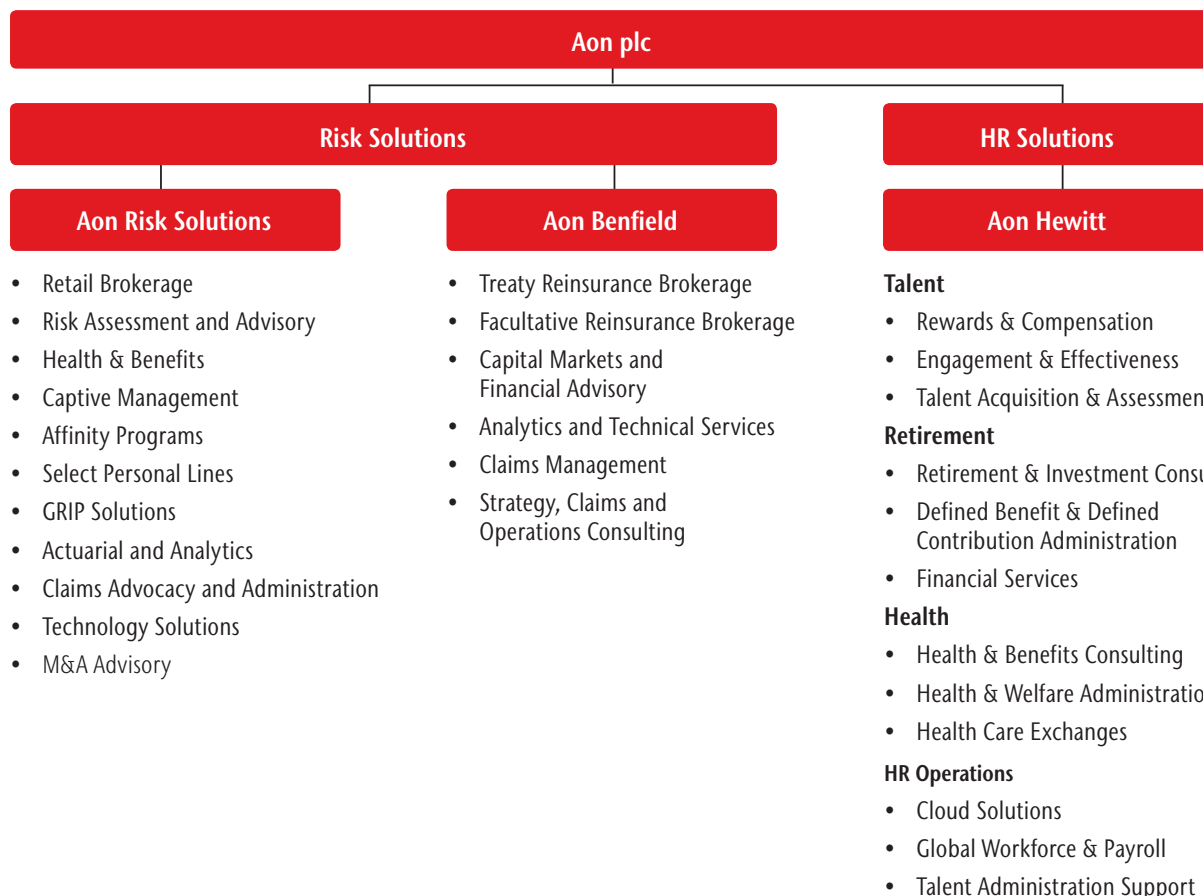 Aon plc
Risk Solutions
HR Solutions
Aon Risk Solutions
Aon Benfield
Aon Hewitt
• Retail Brokerage
• Risk Assessment and Advisory
• Health & Benefits
• Captive Management
• Affinity Programs
• Select Personal Lines
• GRIP Solutions
• Actuarial and Analytics
• Claims Advocacy and Administration
• Technology Solutions
• M&A Advisory
• Treaty Reinsurance Brokerage
• Facultative Reinsurance Brokerage
• Capital Markets and
Financial Advisory
• Analytics and Technical Services
• Claims Management
• Strategy, Claims and
Operations Consulting
Talent
• Rewards & Compensation
• Engagement & Effectiveness
• Talent Acquisition &
Retirement
• Retirement & Investment
• Defined Benefit & Defined
Contribution Administration
• Financial Services
Health
• Health & Benefits Consulting
• Health & Welfare
• Health Care Exchanges
HR Operations
• Cloud Solutions
• Global Workforce & Payroll
• Talent Administration Support